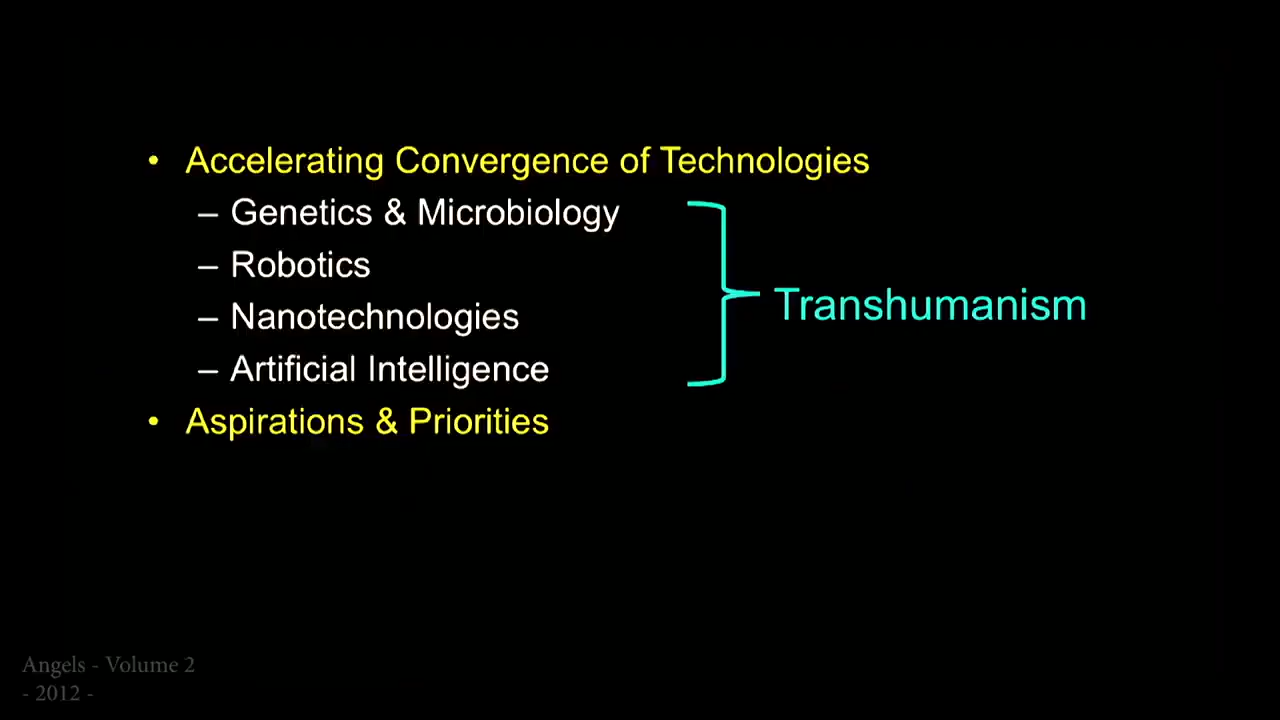 • Accelerating Convergence of Technologies
– Genetics & Microbiology
– Robotics
– Nanotechnologies
– Artificial Intelligence
Transhumanism
• Aspirations & Priorities
Angels - Volume 2
- 2012 -